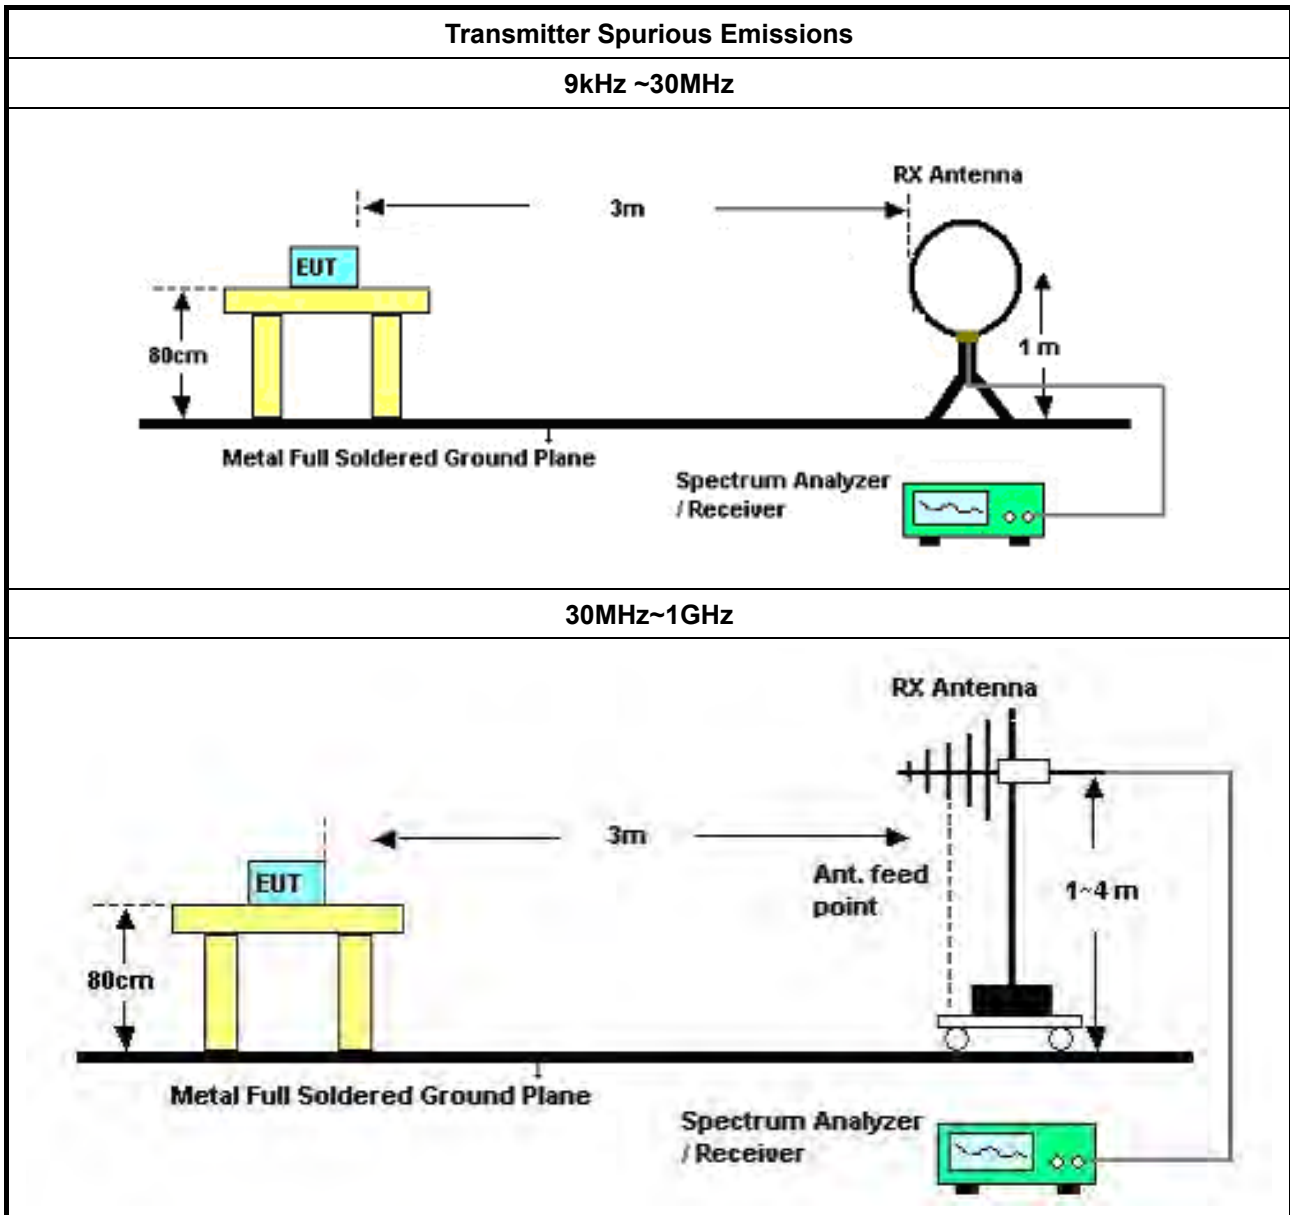 Transmitter Spurious Emissions
9kHz ~30MHz
RX Antenna
3m
EUT
80cm
1 m
Metal Full Soldered Ground Plane
Spectrum Analyzer
/ Receiver
30MHz~1GHz
RX Antenna
3m
Ant. feed
point
1~4 m
EUT
80cm
Metal Full Soldered Ground Plane
Spectrum Analyzer
/ Receiver